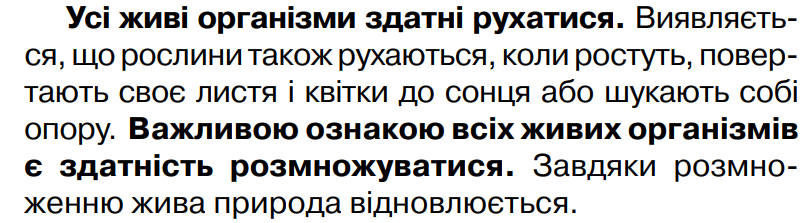 Усі живі організми здатні рухатися. Виявляєть-
ся, що рослини також рухаються, коли ростуть, повер-
тають своє листя і квітки до сонця або шукають собі
опору. Важливою ознакою всіх живих організмів
є здатність розмножуватися. Завдяки розмно-
женню жива природа відновлюється.